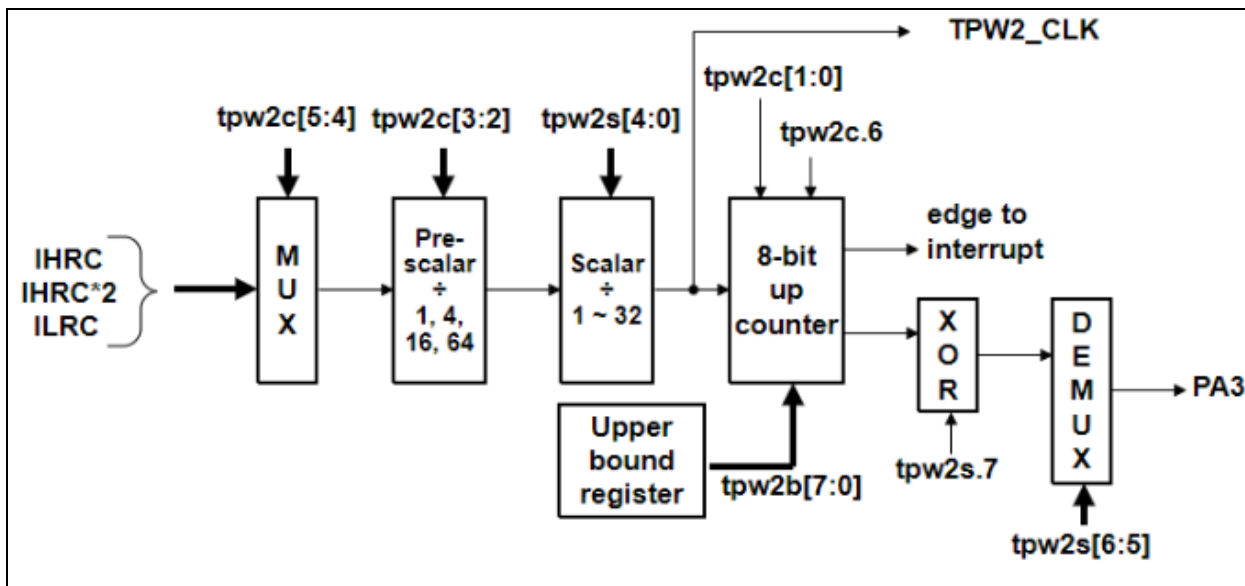 TPW2_CLK
tpw2c[1:0]
tpw2c[5:4]
tpw2c[3:2]
tpw2s[4:0]
tpw2c.6
IHRC
IHRC*2
ILRC
M
U
X
Pre-
scalar
÷
1, 4,
16, 64
Scalar
÷
1 ~ 32
8-bit
up
counter
edge to
interrupt
X
O
R
D
E
M
U
X
PA3
Upper
bound
register
tpw2b[7:0]
tpw2s.7
tpw2s[6:5]